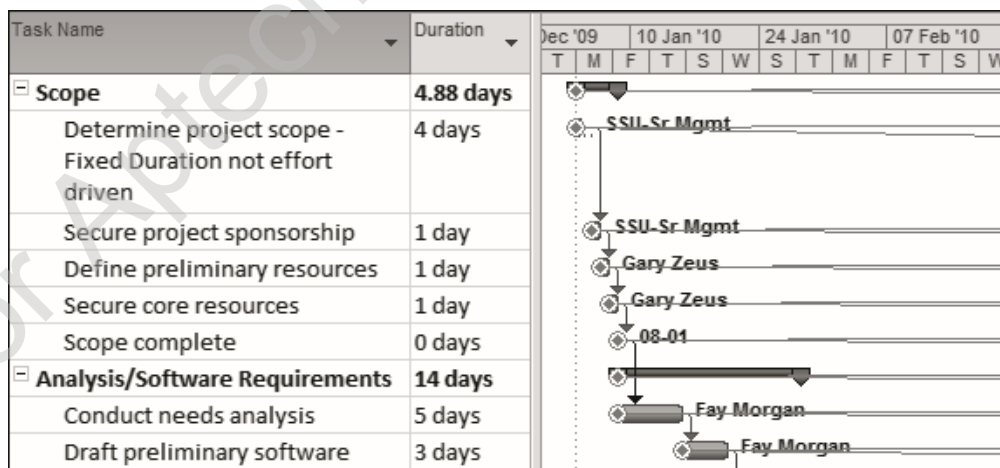 Task Name
Duration
Dec '09
10 Jan '10
24 Jan '10
07 Feb '10
T M F T S W S T M F T S W
Scope
4.88 days
Determine project scope -
Fixed Duration not effort
driven
4 days
SSU-Sr Mgmt
Secure project sponsorship
1 day
SSU-Sr Mgmt
Define preliminary resources
1 day
Gary Zeus
Secure core resources
1 day
Gary Zeus
Scope complete
0 days
08-01
Analysis/Software Requirements
14 days
Conduct needs analysis
5 days
Fay Morgan
Draft preliminary software
3 days
Fay Morgan
or Aptech